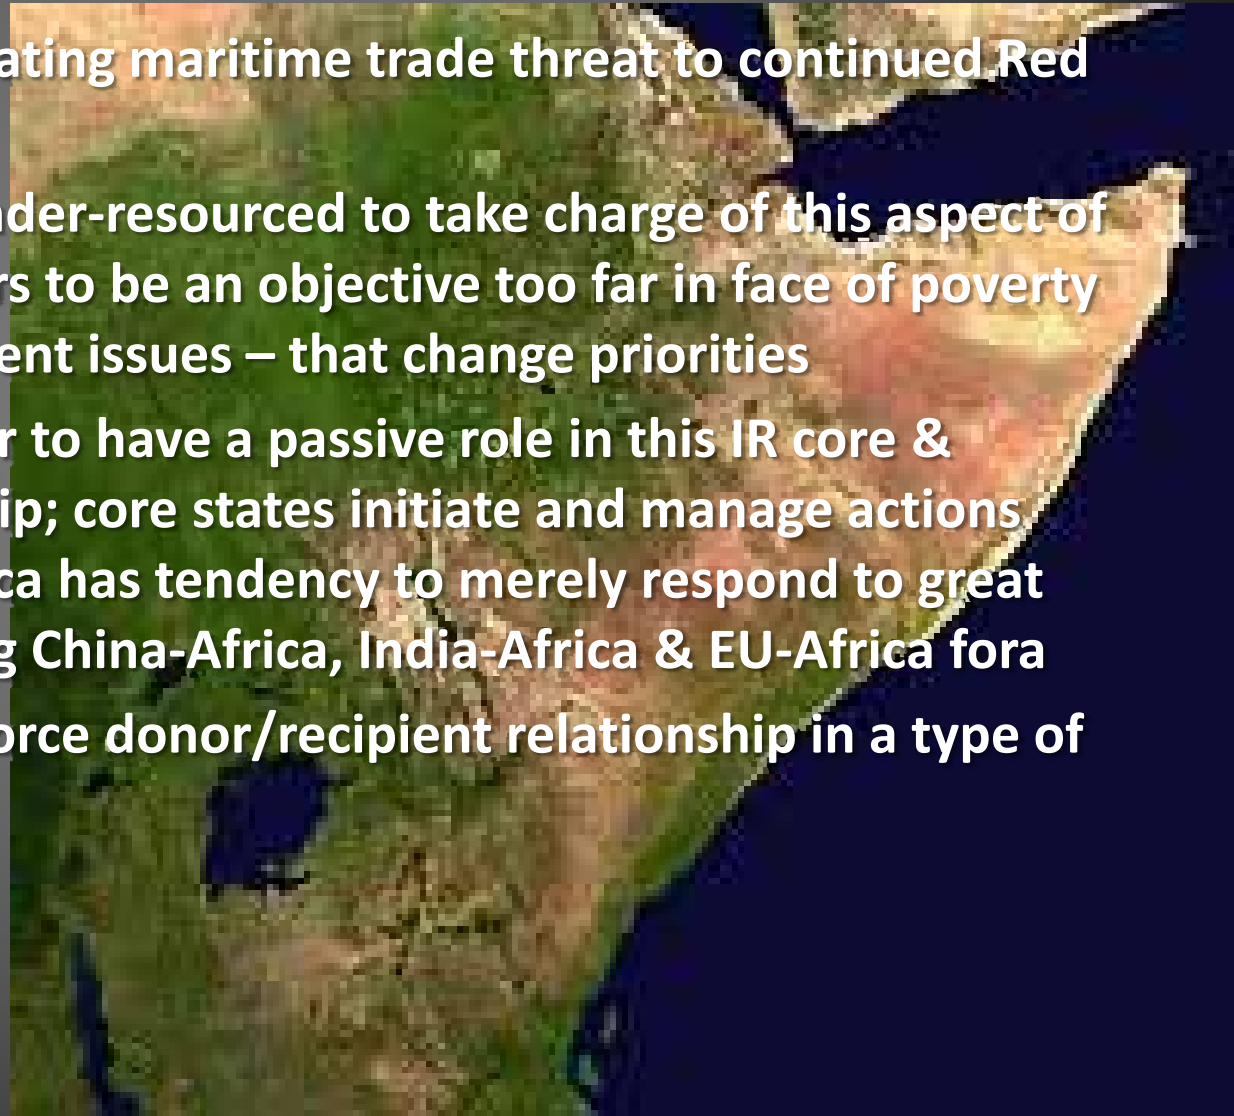 ating maritime trade threat to continued Red
der-resourced to take charge of this aspect of
rs to be an objective too far in face of poverty
ent issues – that change priorities
r to have a passive role in this IR core &
ip; core states initiate and manage actions
ca has tendency to merely respond to great
g China-Africa, India-Africa & EU-Africa fora
orce donor/recipient relationship in a type of